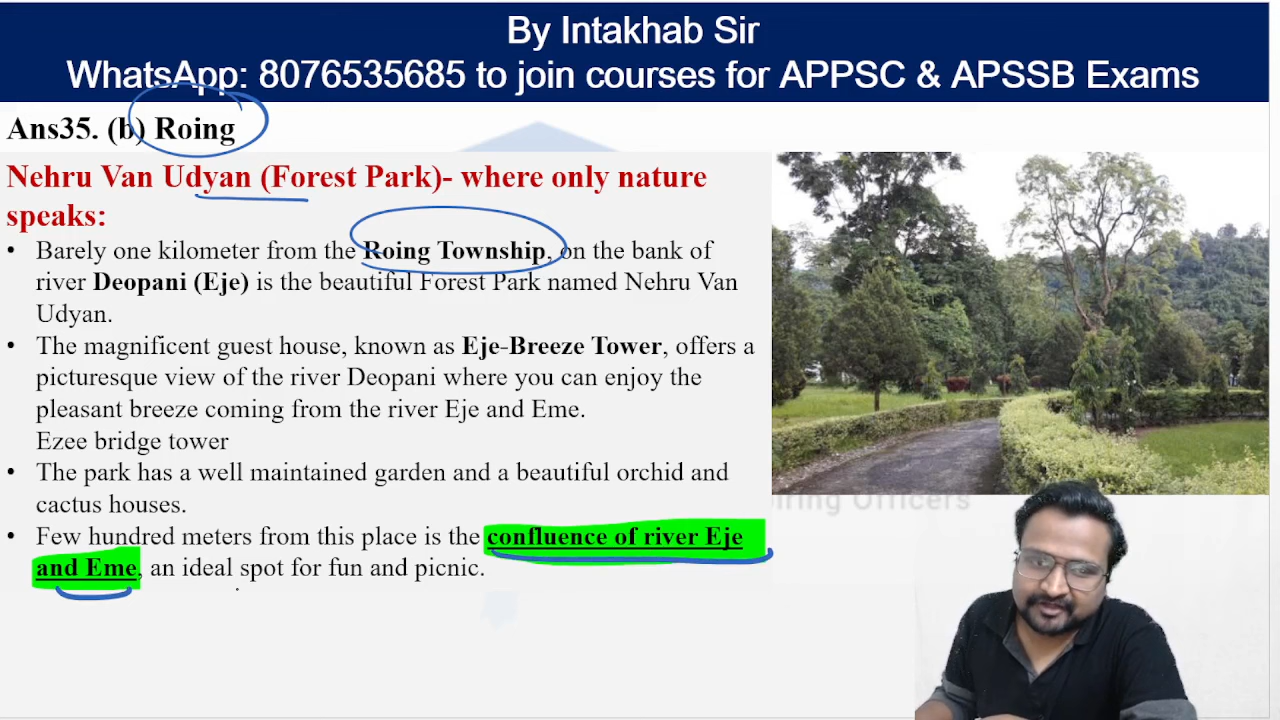 By Intakhab Sir
WhatsApp: 8076535685 to join courses for APPSC & APSSB Exams
Ans35. (b) Roing
Nehru Van Udyan (Forest Park)- where only nature
speaks:
• Barely one kilometer from the Roing Township, on the bank of
river Deopani (Eje) is the beautiful Forest Park named Nehru Van
Udyan.
• The magnificent guest house, known as Eje-Breeze Tower, offers a
picturesque view of the river Deopani where you can enjoy the
pleasant breeze coming from the river Eje and Eme.
Ezee bridge tower
• The park has a well maintained garden and a beautiful orchid and
cactus houses.
• Few hundred meters from this place is the confluence of river Eje
and Eme, an ideal spot for fun and picnic.
Officers